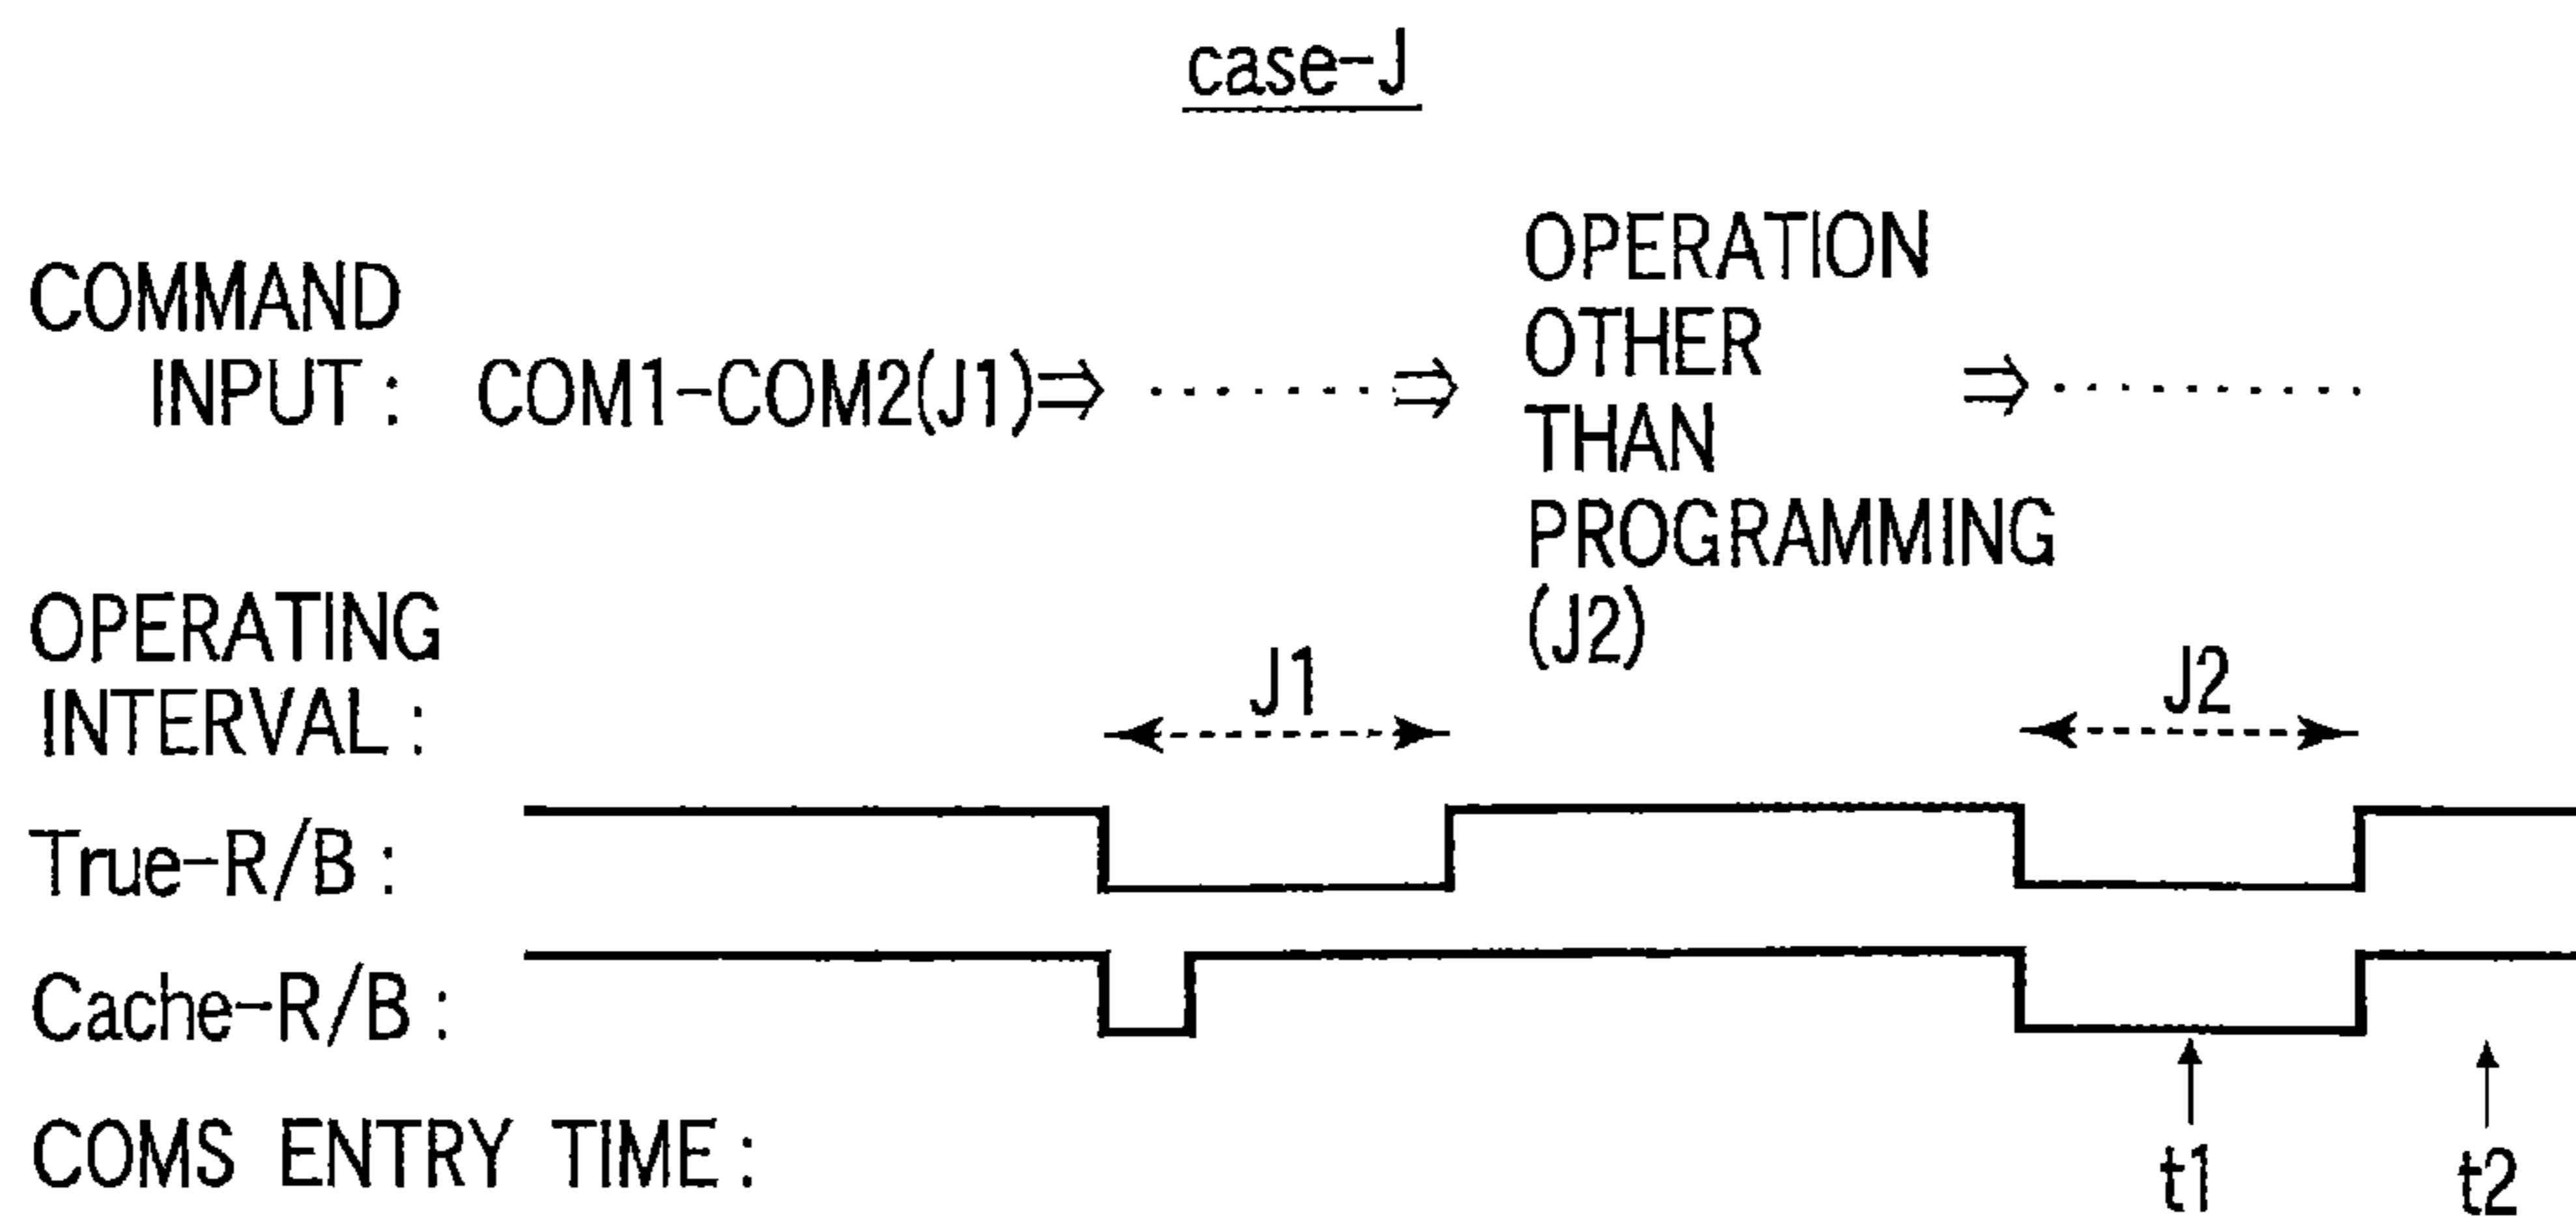 case-J
COMMAND
INPUT : COM1-COM2(J1)⇒ ·······⇒ OPERATION OTHER THAN PROGRAMMING (J2) ⇒··········
OPERATING
INTERVAL : J1 J2
True-R/B :
Cache-R/B :
COMS ENTRY TIME : t1 t2